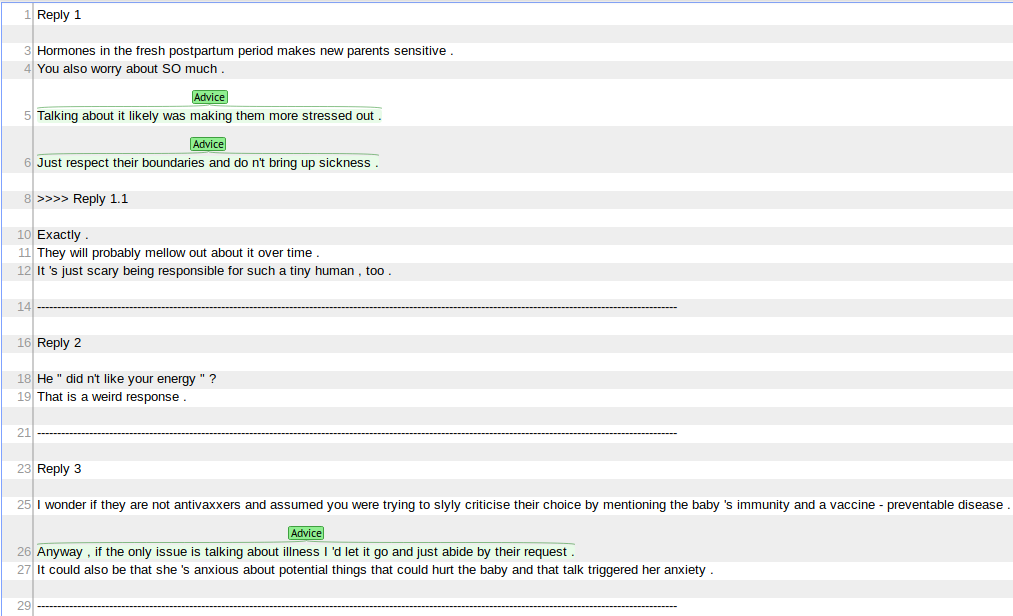 1 Reply 1
3 Hormones in the fresh postpartum period makes new parents sensitive .
4 You also worry about SO much .
Advice
5 Talking about it likely was making them more stressed out .
Advice
6 Just respect their boundaries and do n't bring up sickness .
8 >>>> Reply 1.1
10 Exactly .
11 They will probably mellow out about it over time .
12 It 's just scary being responsible for such a tiny human , too .
14 --------------------------------------------------------------------------------------------------------------------------------------------------------------------
16 Reply 2
18 He " did n't like your energy " ?
19 That is a weird response .
21 --------------------------------------------------------------------------------------------------------------------------------------------------------------------
23 Reply 3
25 I wonder if they are not antivaxxers and assumed you were trying to slyly criticise their choice by mentioning the baby 's immunity and a vaccine - preventable disease .
Advice
26 Anyway , if the only issue is talking about illness I 'd let it go and just abide by their request .
27 It could also be that she 's anxious about potential things that could hurt the baby and that talk triggered her anxiety .
29 --------------------------------------------------------------------------------------------------------------------------------------------------------------------